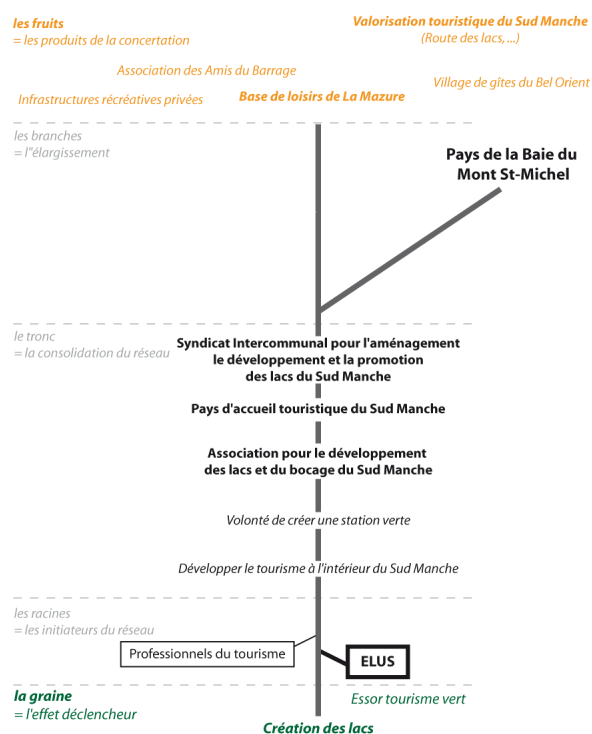 les fruits
= les produits de la concertation
Valorisation touristique du Sud Manche
(Route des lacs, ...)
Association des Amis du Barrage
Village de gîtes du Bel Orient
Infrastructures récréatives privées
Base de loisirs de La Mazure
les branches
= l"élargissement
Pays de la Baie du
Mont St-Michel
le tronc
= la consolidation du réseau
Syndicat Intercommunal pour l'aménagement
le développement et la promotion
des lacs du Sud Manche
Pays d'accueil touristique du Sud Manche
Association pour le développement
des lacs et du bocage du Sud Manche
Volonté de créer une station verte
Développer le tourisme à l'intérieur du Sud Manche
les racines
= les initiateurs du réseau
Professionnels du tourisme
ELUS
la graine
= l'effet déclencheur
Essor tourisme vert
Création des lacs